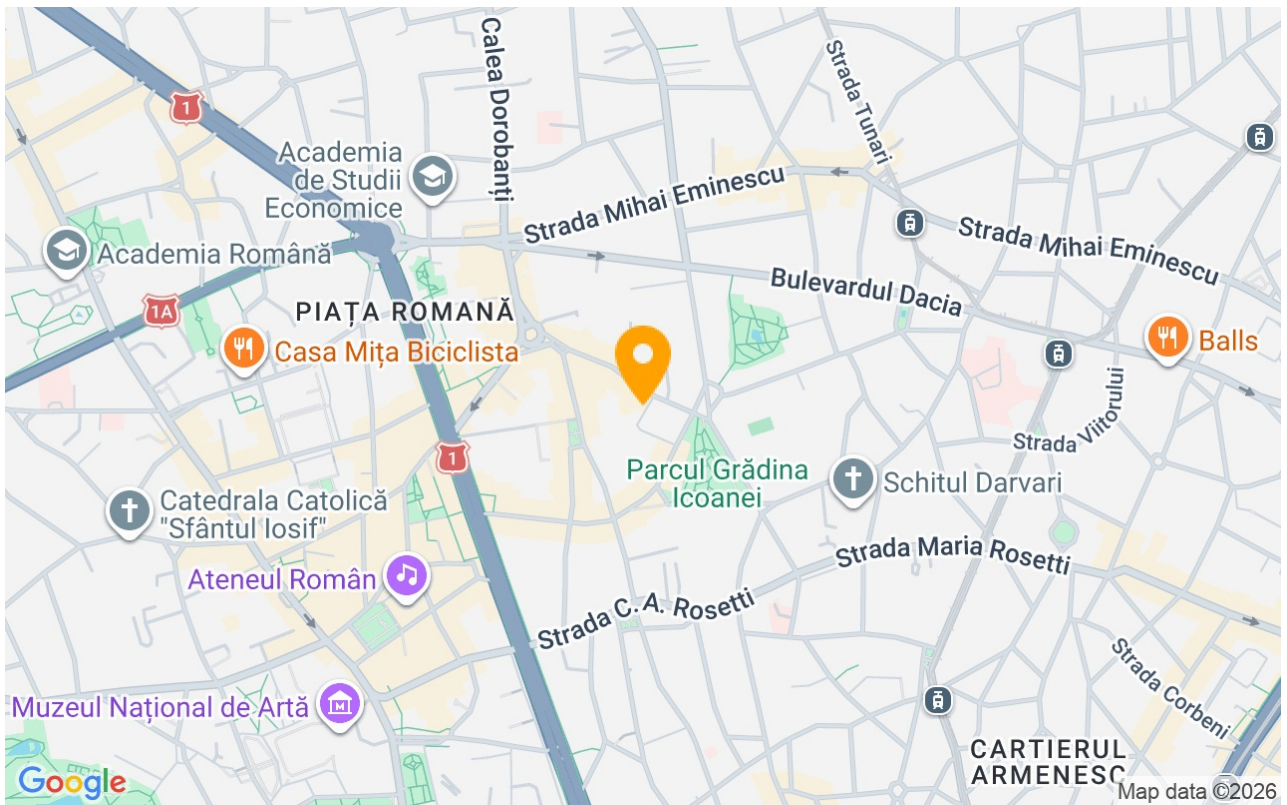 Calea Dorobanți
Strada Tunari
1
Academia
de Studii
Economice
Strada Mihai Eminescu
Strada Mihai Eminescu
Academia Română
Bulevardul Dacia
1A
PIAȚA ROMANĂ
Casa Mița Biciclista
Balls
Strada Viitorului
1
Parcul Grădina
Icoanei
Schitul Darvari
Catedrala Catolică
"Sfântul Iosif"
Strada Maria Rosetti
Ateneul Român
Strada C. A. Rosetti
Strada Corbeni
Muzeul Național de Artă
M
CARTIERUL
ARMENESC
Google
Map data ©2026